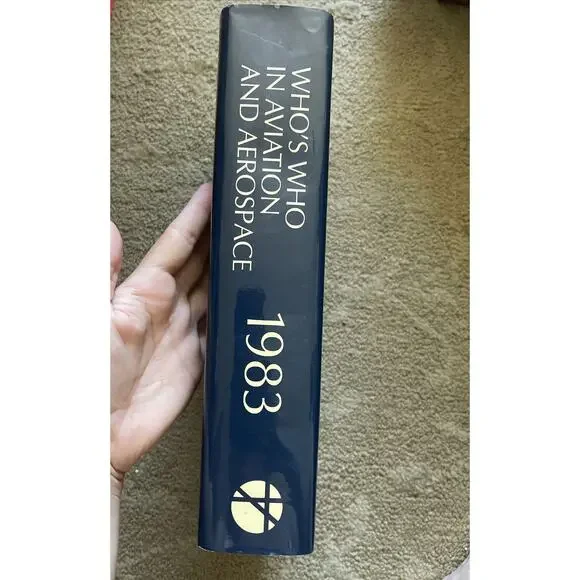 WHO'S WHO
IN AVIATION
AND AEROSPACE
1983